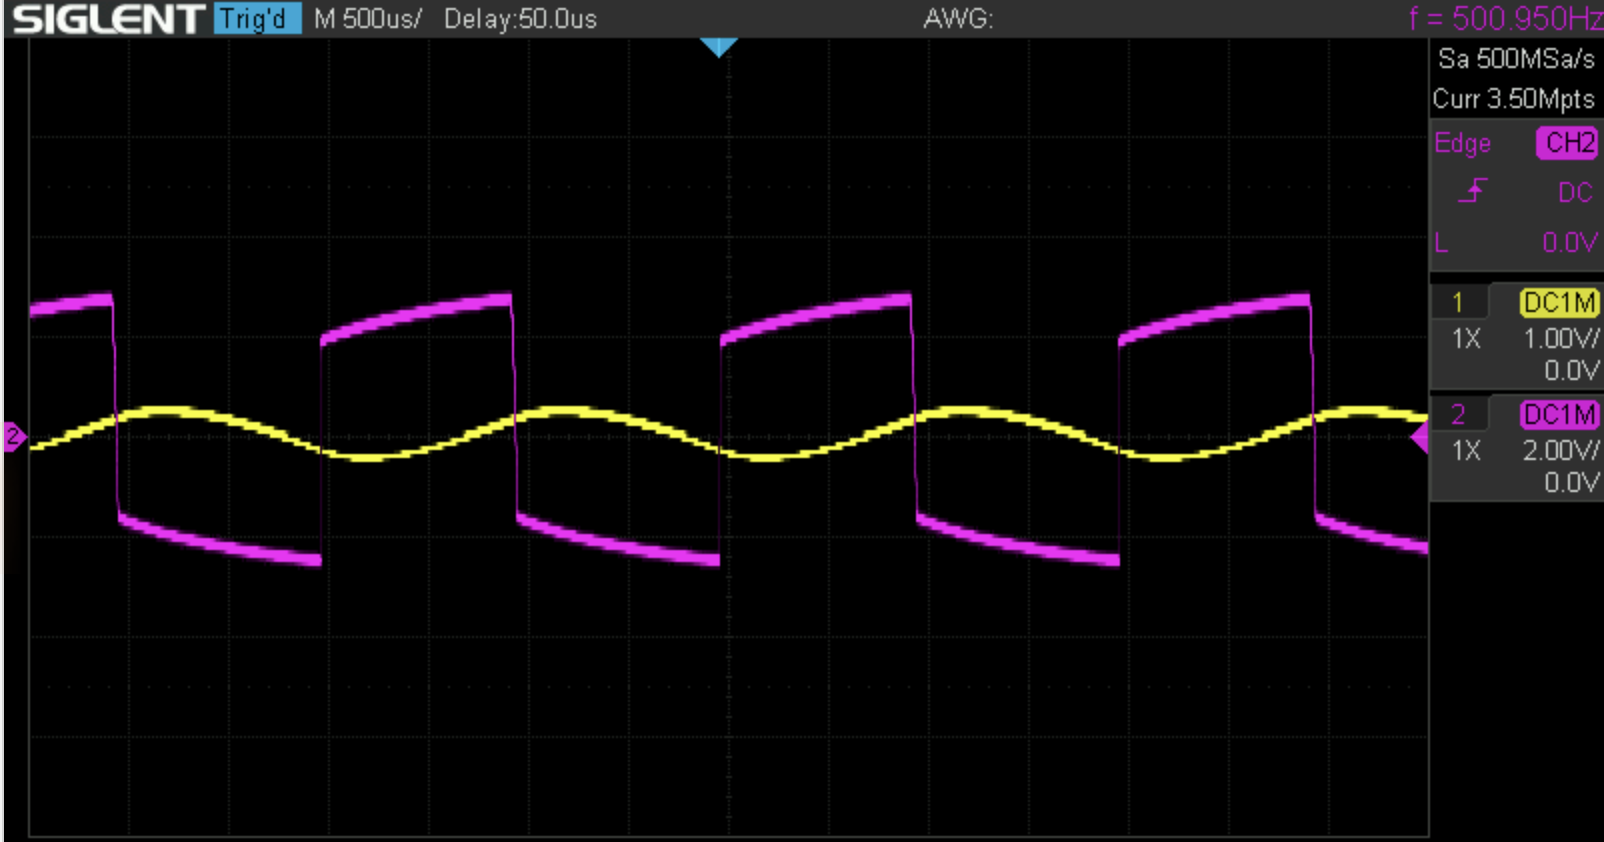 SIGLENT Trig'd M 500us/ Delay:50.0us AWG: f = 500.950Hz
Sa 500MSa/s
Curr 3.50Mpts
Edge CH2
DC
L 0.0V
1 DC1M
1X 1.00V/
0.0V
2 DC1M
1X 2.00V/
0.0V
2